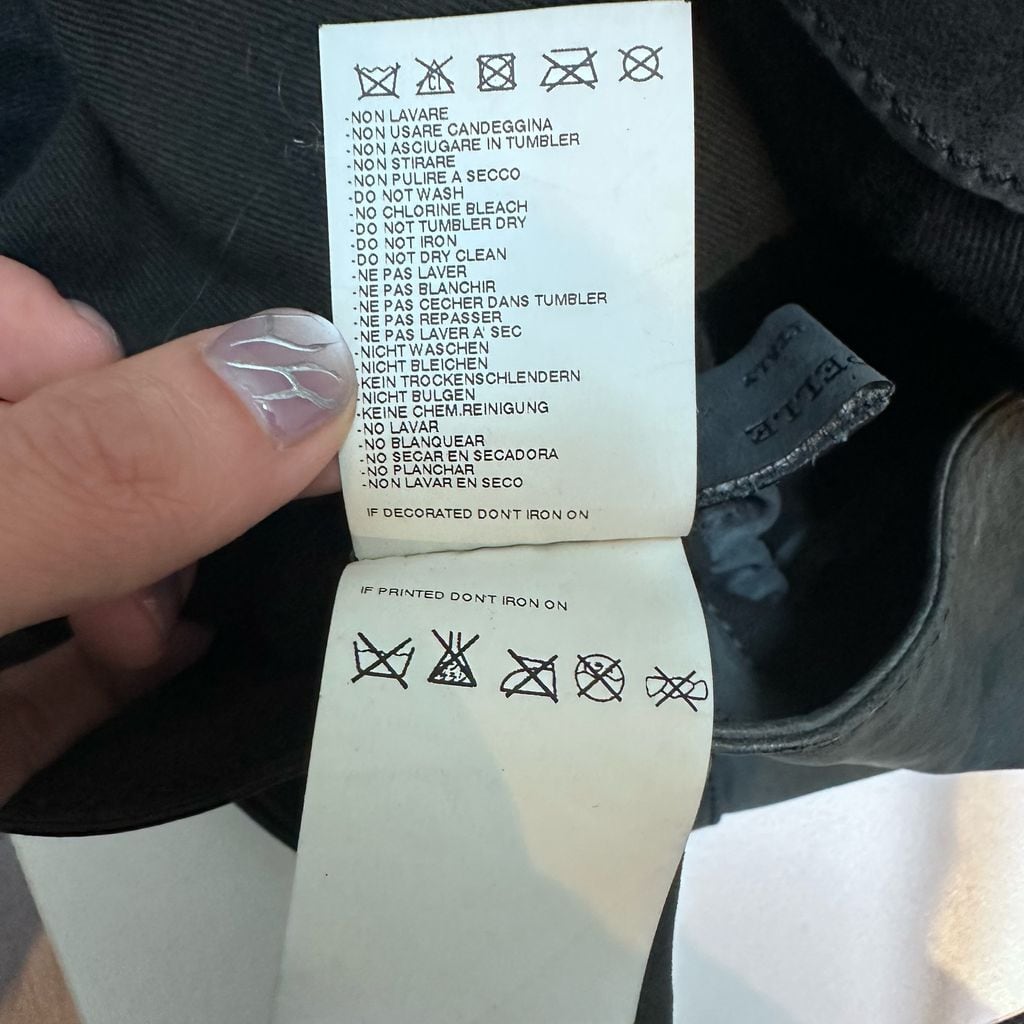 CL
-NON LAVARE
-NON USARE CANDEGGINA
-NON ASCIUGARE IN TUMBLER
-NON STIRARE
-NON PULIRE A SECCO
-DO NOT WASH
-NO CHLORINE BLEACH
-DO NOT TUMBLER DRY
-DO NOT IRON
-DO NOT DRY CLEAN
-NE PAS LAVER
-NE PAS BLANCHIR
-NE PAS CECHER DANS TUMBLER
-NE PAS REPASSER
-NE PAS LAVER A' SEC
-NICHT WASCHEN
-NICHT BLEICHEN
-KEIN TROCKENSCHLENDERN
-NICHT BULGEN
-KEINE CHEM.REINIGUNG
-NO LAVAR
-NO BLANQUEAR
-NO SECAR EN SECADORA
-NO PLANCHAR
-NON LAVAR EN SECO
IF DECORATED DON'T IRON ON
IF PRINTED DON'T IRON ON